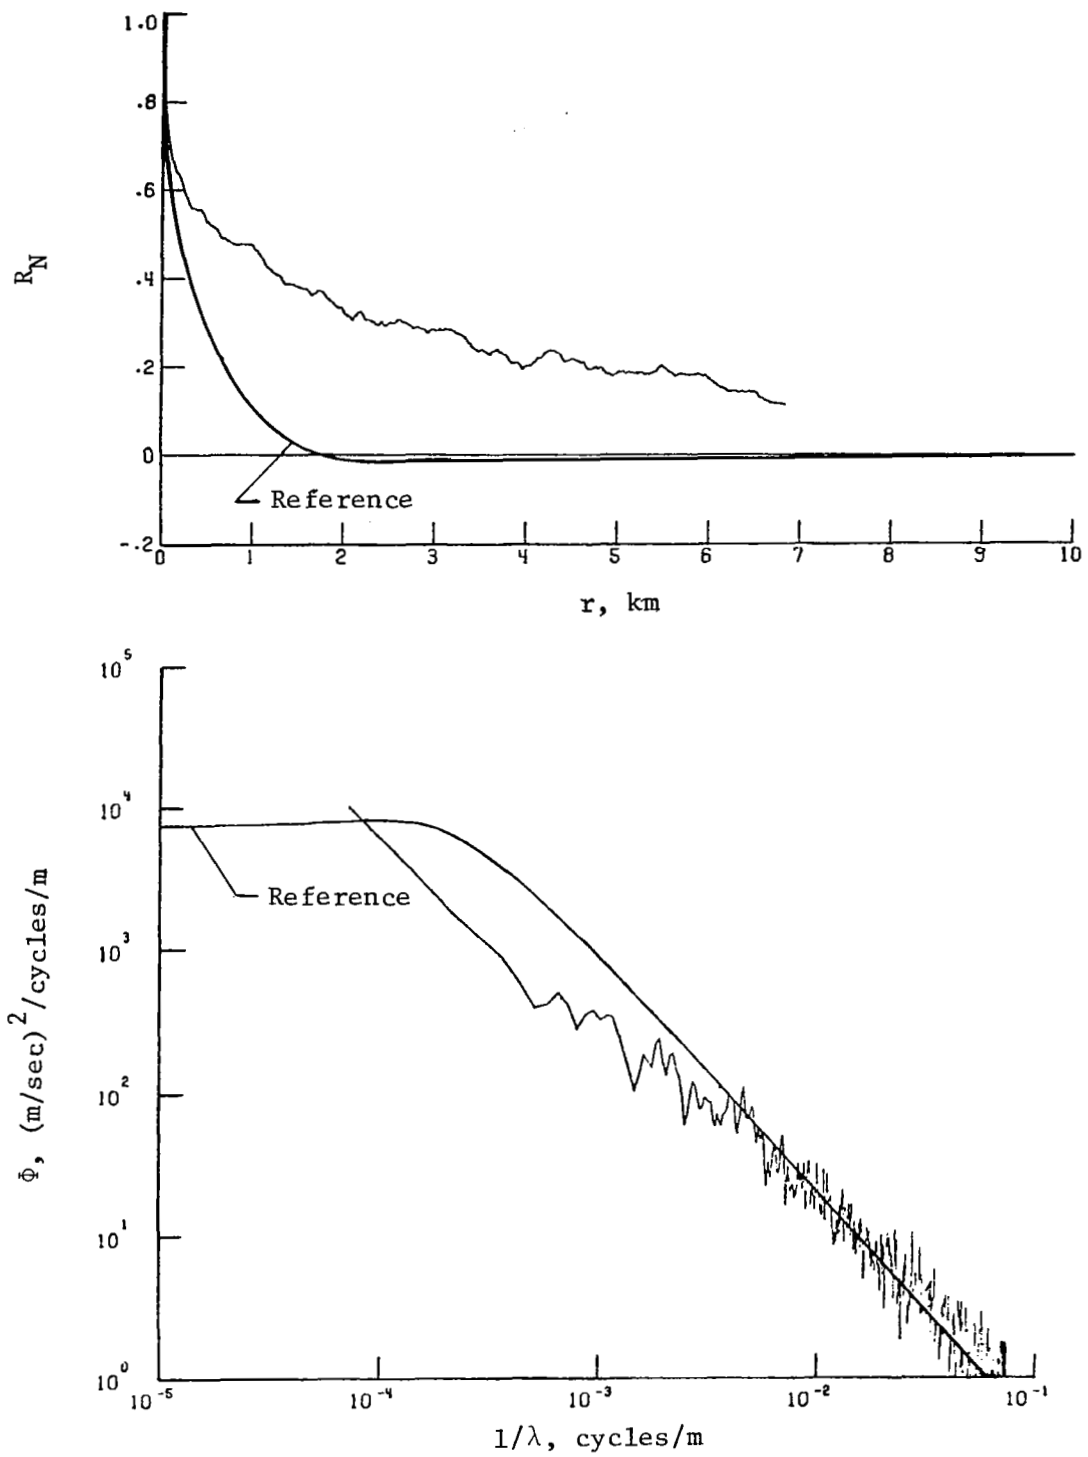 1.0
.8
.6
.4
.2
0
-.2
R_N
Reference
0 1 2 3 4 5 6 7 8 9 10
r, km
10^5
10^4
10^3
10^2
10^1
10^0
Φ, (m/sec)^2/cycles/m
Reference
10^-5 10^-4 10^-3 10^-2 10^-1
1/λ, cycles/m